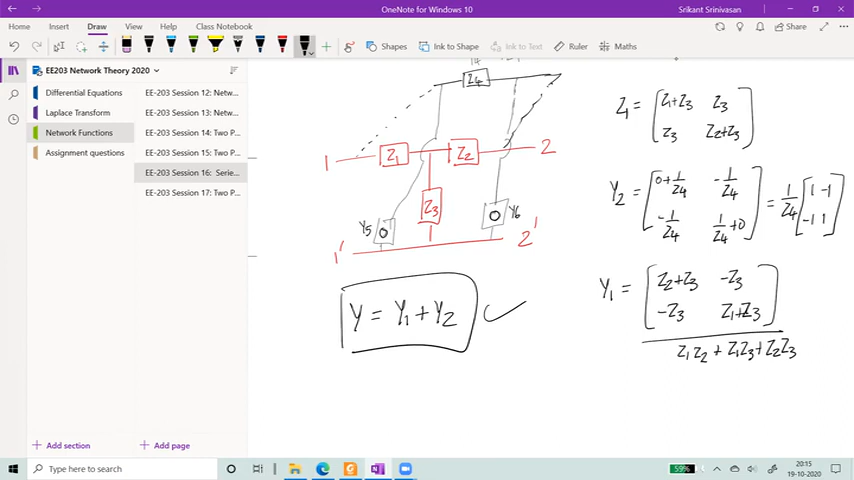 OneNote for Windows 10
Srikant Srinivasan
Home Insert Draw View Help Class Notebook
Share
Shapes Ink to Shape Ink to Text Ruler Maths
EE203 Network Theory 2020
Differential Equations
Laplace Transform
Network Functions
Assignment questions
EE-203 Session 12: Netw...
EE-203 Session 13: Netw...
EE-203 Session 14: Two P...
EE-203 Session 15: Two P...
EE-203 Session 16: Serie...
EE-203 Session 17: Two P...
Z4
1 Z1 Z2 2
Z3
Y5 0
0 Y6
1' 2'
Y = Y1 + Y2
Z1 = [ Z1+Z3 Z3
Z3 Z2+Z3 ]
Y2 = [ 0+1/Z4 -1/Z4
-1/Z4 1/Z4+0 ] = 1/Z4 [ 1 -1
-1 1 ]
Y1 = [ Z2+Z3 -Z3
-Z3 Z1+Z3 ]
Z1Z2 + Z1Z3 + Z2Z3
Add section
Add page
Type here to search
59%
20:15
19-10-2020